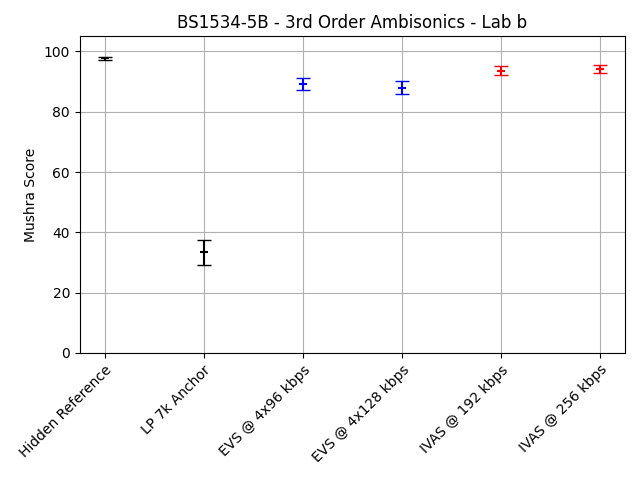 BS1534-5B - 3rd Order Ambisonics - Lab b
Mushra Score
100
80
60
40
20
0
Hidden Reference
LP 7k Anchor
EVS @ 4x96 kbps
EVS @ 4x128 kbps
IVAS @ 192 kbps
IVAS @ 256 kbps